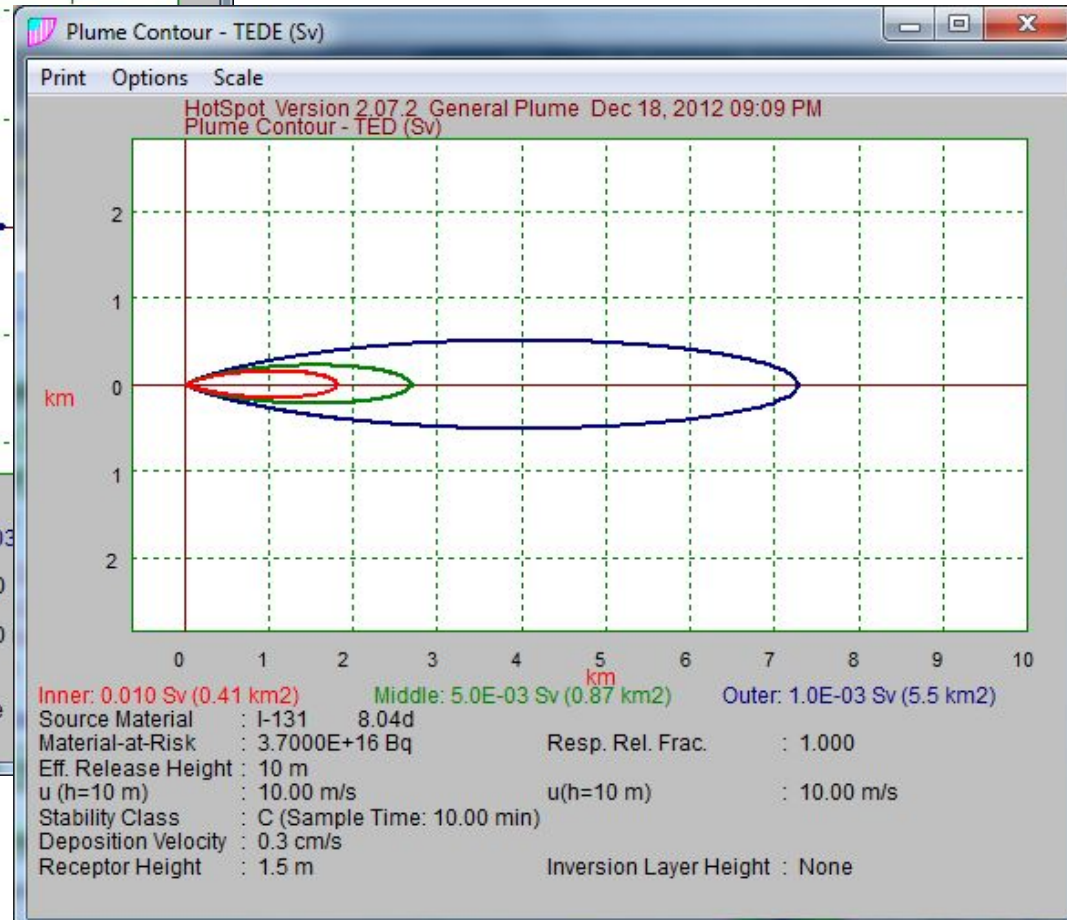 Plume Contour - TEDE (Sv)
Print Options Scale
HotSpot Version 2.07.2 General Plume Dec 18, 2012 09:09 PM
Plume Contour - TED (Sv)
2
1
0
km
1
2
0 1 2 3 4 5 6 7 8 9 10
km
Inner: 0.010 Sv (0.41 km2) Middle: 5.0E-03 Sv (0.87 km2) Outer: 1.0E-03 Sv (5.5 km2)
Source Material : I-131 8.04d
Material-at-Risk : 3.7000E+16 Bq Resp. Rel. Frac. : 1.000
Eff. Release Height : 10 m
u (h=10 m) : 10.00 m/s u(h=10 m) : 10.00 m/s
Stability Class : C (Sample Time: 10.00 min)
Deposition Velocity : 0.3 cm/s
Receptor Height : 1.5 m Inversion Layer Height : None